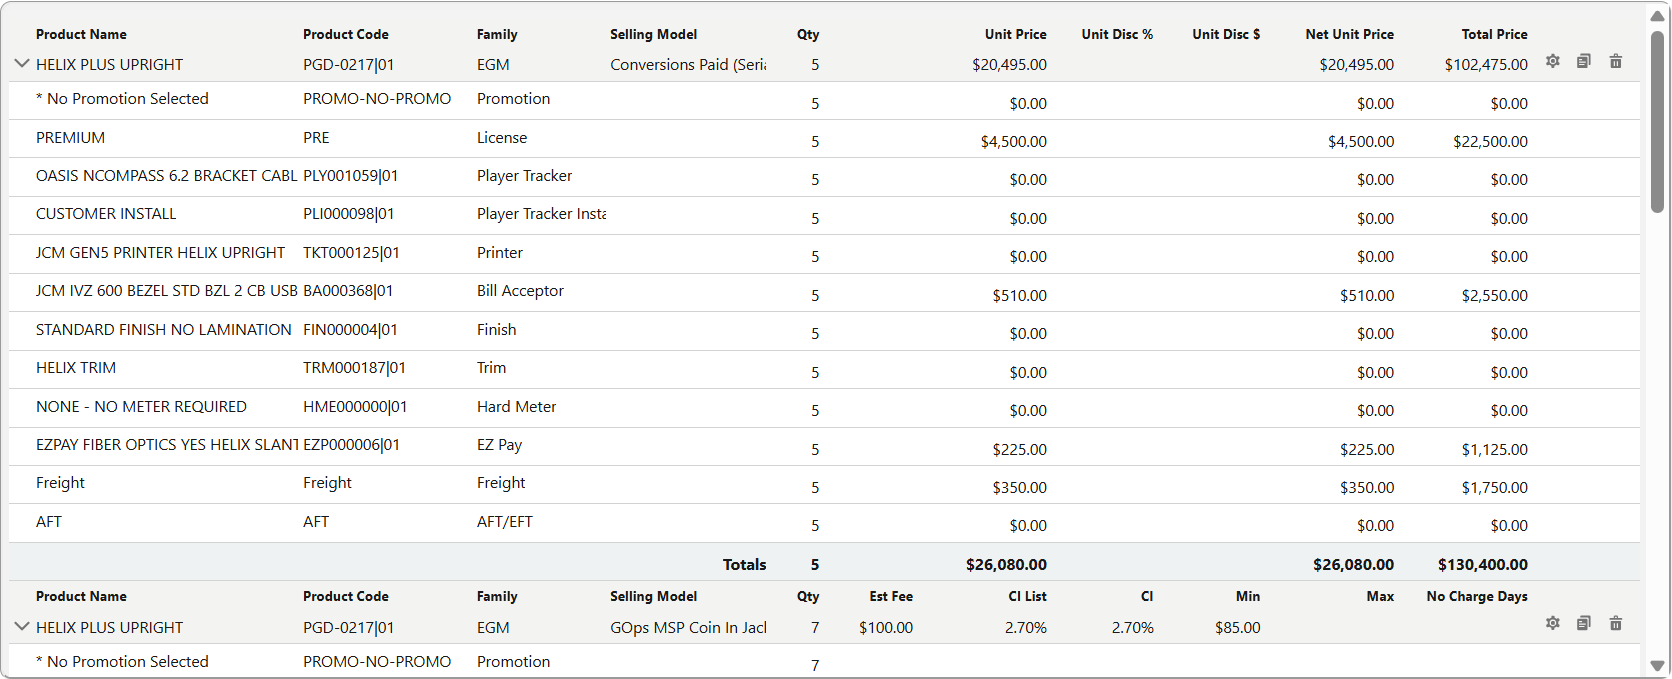 Product Name Product Code Family Selling Model Qty Unit Price Unit Disc % Unit Disc $ Net Unit Price Total Price
HELIX PLUS UPRIGHT PGD-0217|01 EGM Conversions Paid (Seria 5 $20,495.00 $20,495.00 $102,475.00
* No Promotion Selected PROMO-NO-PROMO Promotion 5 $0.00 $0.00 $0.00
PREMIUM PRE License 5 $4,500.00 $4,500.00 $22,500.00
OASIS NCOMPASS 6.2 BRACKET CABL PLY001059|01 Player Tracker 5 $0.00 $0.00 $0.00
CUSTOMER INSTALL PLI000098|01 Player Tracker Insta 5 $0.00 $0.00 $0.00
JCM GEN5 PRINTER HELIX UPRIGHT TKT000125|01 Printer 5 $0.00 $0.00 $0.00
JCM IVZ 600 BEZEL STD BZL 2 CB USB BA000368|01 Bill Acceptor 5 $510.00 $510.00 $2,550.00
STANDARD FINISH NO LAMINATION FIN000004|01 Finish 5 $0.00 $0.00 $0.00
HELIX TRIM TRM000187|01 Trim 5 $0.00 $0.00 $0.00
NONE - NO METER REQUIRED HME000000|01 Hard Meter 5 $0.00 $0.00 $0.00
EZPAY FIBER OPTICS YES HELIX SLANT EZP000006|01 EZ Pay 5 $225.00 $225.00 $1,125.00
Freight Freight Freight 5 $350.00 $350.00 $1,750.00
AFT AFT AFT/EFT 5 $0.00 $0.00 $0.00
Totals 5 $26,080.00 $26,080.00 $130,400.00
Product Name Product Code Family Selling Model Qty Est Fee CI List CI Min Max No Charge Days
HELIX PLUS UPRIGHT PGD-0217|01 EGM GOps MSP Coin In Jacl 7 $100.00 2.70% 2.70% $85.00
* No Promotion Selected PROMO-NO-PROMO Promotion 7